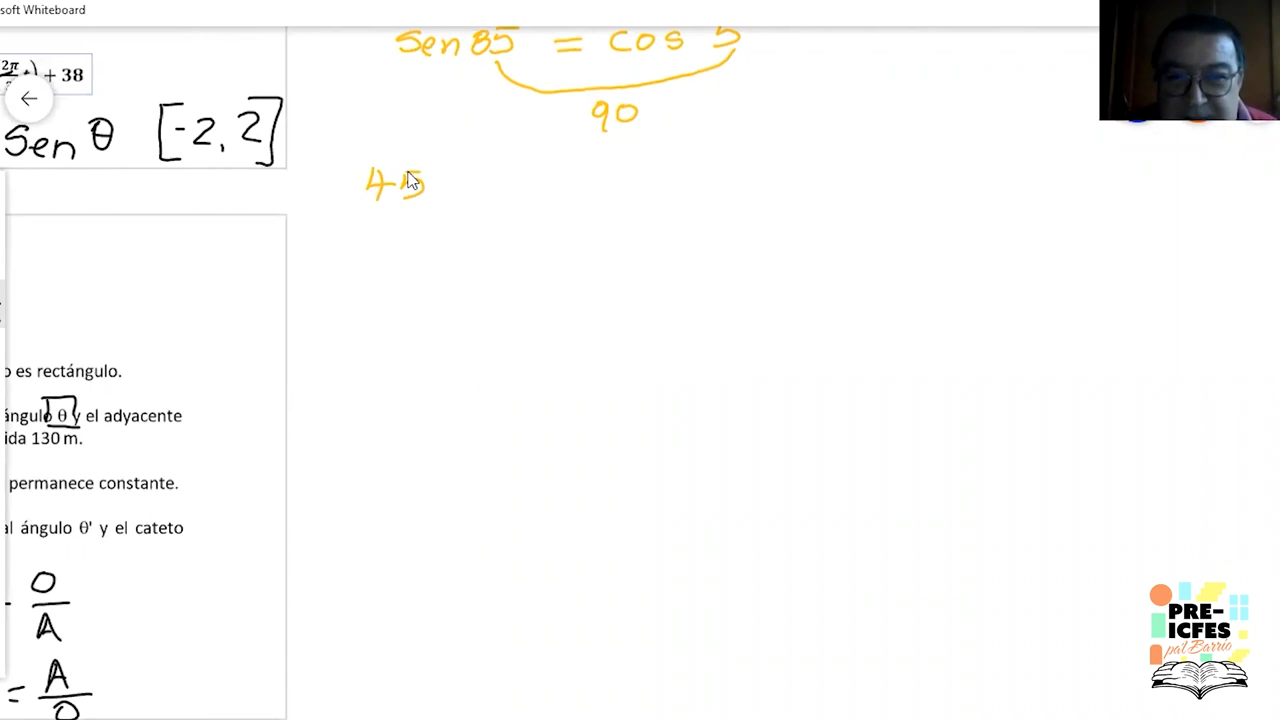 soft Whiteboard
+ 38
Sen θ [-2, 2]
Sen 85 = Cos 5
90
45
o es rectángulo.
ángulo θ y el adyacente
ida 130 m.
permanece constante.
al ángulo θ' y el cateto
O
A
= A
O
PRE-
ICFES
pal Barrio